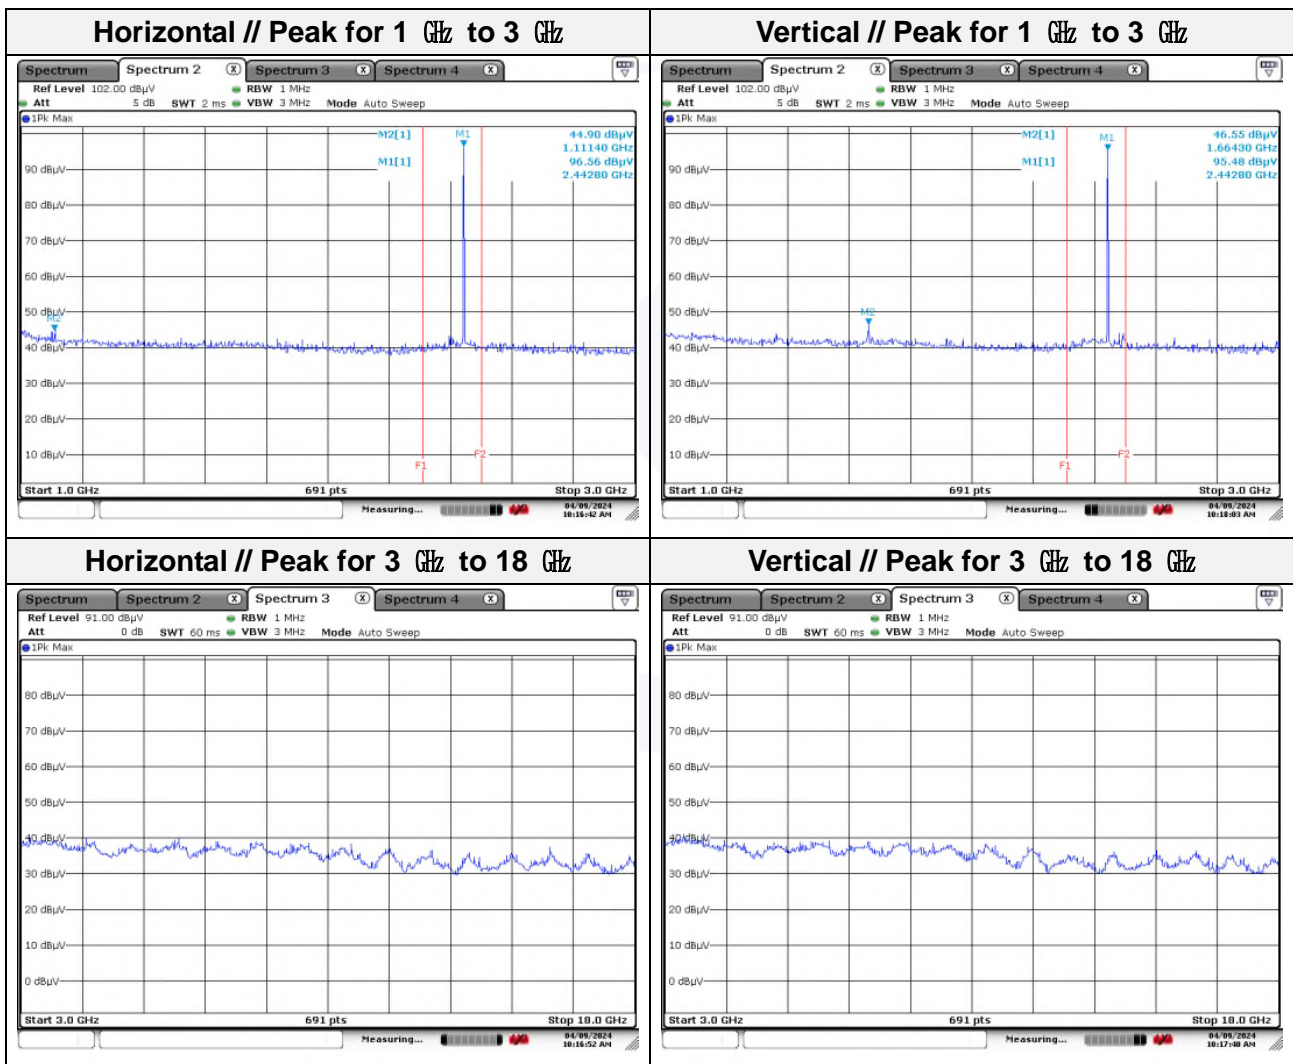 Horizontal // Peak for 1 ㎓ to 3 ㎓
Spectrum Spectrum 2 X Spectrum 3 X Spectrum 4 X
Ref Level 102.00 dBµV RBW 1 MHz
Att 5 dB SWT 2 ms VBW 3 MHz Mode Auto Sweep
1Pk Max
M2[1] 44.90 dBµV
1.11140 GHz
M1[1] 96.56 dBµV
2.44280 GHz
M1
90 dBµV
80 dBµV
70 dBµV
60 dBµV
50 dBµV
M2
40 dBµV
30 dBµV
20 dBµV
10 dBµV
F1
F2
Start 1.0 GHz 691 pts Stop 3.0 GHz
Measuring... 04/09/2024
10:16:42 AM
Vertical // Peak for 1 ㎓ to 3 ㎓
Spectrum Spectrum 2 X Spectrum 3 X Spectrum 4 X
Ref Level 102.00 dBµV RBW 1 MHz
Att 5 dB SWT 2 ms VBW 3 MHz Mode Auto Sweep
1Pk Max
M2[1] 46.55 dBµV
1.66430 GHz
M1[1] 95.48 dBµV
2.44280 GHz
M1
90 dBµV
80 dBµV
70 dBµV
60 dBµV
50 dBµV
M2
40 dBµV
30 dBµV
20 dBµV
10 dBµV
F1
F2
Start 1.0 GHz 691 pts Stop 3.0 GHz
Measuring... 04/09/2024
10:18:03 AM
Horizontal // Peak for 3 ㎓ to 18 ㎓
Spectrum Spectrum 2 X Spectrum 3 X Spectrum 4 X
Ref Level 91.00 dBµV RBW 1 MHz
Att 0 dB SWT 60 ms VBW 3 MHz Mode Auto Sweep
1Pk Max
80 dBµV
70 dBµV
60 dBµV
50 dBµV
40 dBµV
30 dBµV
20 dBµV
10 dBµV
0 dBµV
Start 3.0 GHz 691 pts Stop 18.0 GHz
Measuring... 04/09/2024
10:16:52 AM
Vertical // Peak for 3 ㎓ to 18 ㎓
Spectrum Spectrum 2 X Spectrum 3 X Spectrum 4 X
Ref Level 91.00 dBµV RBW 1 MHz
Att 0 dB SWT 60 ms VBW 3 MHz Mode Auto Sweep
1Pk Max
80 dBµV
70 dBµV
60 dBµV
50 dBµV
40 dBµV
30 dBµV
20 dBµV
10 dBµV
0 dBµV
Start 3.0 GHz 691 pts Stop 18.0 GHz
Measuring... 04/09/2024
10:17:40 AM